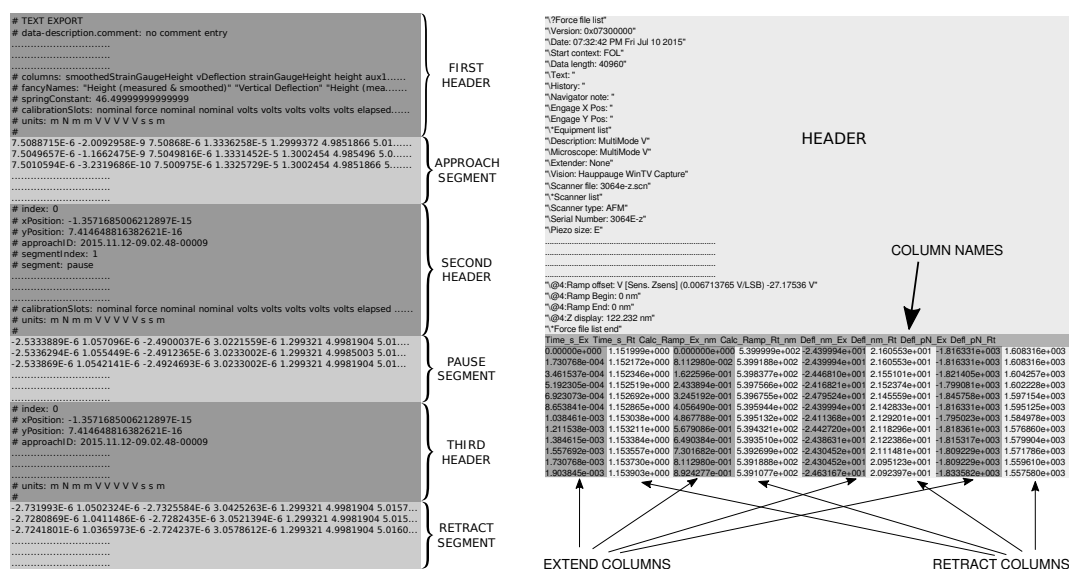 # TEXT EXPORT
# data-description.comment: no comment entry
................................
................................
................................
# columns: smoothedStrainGaugeHeight vDeflection strainGaugeHeight height aux1......
# fancyNames: "Height (measured & smoothed)" "Vertical Deflection" "Height (mea.......
# springConstant: 46.49999999999999
# calibrationSlots: nominal force nominal nominal volts volts volts volts elapsed......
# units: m N m m V V V V V s s m
#
FIRST
HEADER
7.5088715E-6 -2.0092958E-9 7.50868E-6 1.3336258E-5 1.2999372 4.9851866 5.01......
7.5049657E-6 -1.1662475E-9 7.5049816E-6 1.3331452E-5 1.3002454 4.985496 5.0......
7.5010594E-6 -3.2319686E-10 7.500975E-6 1.3325729E-5 1.3002454 4.9851866 5.......
................................
................................
APPROACH
SEGMENT
# index: 0
# xPosition: -1.3571685006212897E-15
# yPosition: 7.414648816382621E-16
# approachID: 2015.11.12-09.02.48-00009
# segmentIndex: 1
# segment: pause
................................
................................
# calibrationSlots: nominal force nominal nominal volts volts volts volts elapsed ......
# units: m N m m V V V V V s s m
#
SECOND
HEADER
-2.5333889E-6 1.057096E-6 -2.4900037E-6 3.0221559E-6 1.299321 4.9981904 5.01....
-2.5336294E-6 1.055449E-6 -2.4912365E-6 3.0233002E-6 1.299321 4.9985003 5.01....
-2.533869E-6 1.0542141E-6 -2.4924693E-6 3.0233002E-6 1.299321 4.9981904 5.01....
................................
................................
PAUSE
SEGMENT
# index: 0
# xPosition: -1.3571685006212897E-15
# yPosition: 7.414648816382621E-16
# approachID: 2015.11.12-09.02.48-00009
................................
................................
................................
# units: m N m m V V V V V s s m
#
THIRD
HEADER
-2.731993E-6 1.0502324E-6 -2.7325584E-6 3.0425263E-6 1.299321 4.9981904 5.0157...
-2.7280869E-6 1.0411486E-6 -2.7282435E-6 3.0521394E-6 1.299321 4.9981904 5.015...
-2.7241801E-6 1.0365973E-6 -2.724237E-6 3.0578612E-6 1.299321 4.9981904 5.0160...
................................
................................
RETRACT
SEGMENT
"\?Force file list"
"\Version: 0x07300000"
"\Date: 07:32:42 PM Fri Jul 10 2015"
"\Start context: FOL"
"\Data length: 40960"
"\Text: "
"\History: "
"\Navigator note: "
"\Engage X Pos: "
"\Engage Y Pos: "
"\*Equipment list"
"\Description: MultiMode V"
"\Microscope: MultiMode V"
"\Extender: None"
"\Vision: Hauppauge WinTV Capture"
"\Scanner file: 3064e-z.scn"
"\*Scanner list"
"\Scanner type: AFM"
"\Serial Number: 3064E-z"
"\Piezo size: E"
HEADER
................................
................................
................................
................................
"\@4:Ramp offset: V [Sens. Zsens] (0.006713765 V/LSB) -27.17536 V"
"\@4:Ramp Begin: 0 nm"
"\@4:Ramp End: 0 nm"
"\@4:Z display: 122.232 nm"
"\*Force file list end"
COLUMN NAMES
Time_s_Ex Time_s_Rt Calc_Ramp_Ex_nm Calc_Ramp_Rt_nm Defl_nm_Ex Defl_nm_Rt Defl_pN_Ex Defl_pN_Rt
0.00000e+000 1.151999e+000 0.000000e+000 5.399999e+002 -2.439994e+001 2.160553e+001 -1.816331e+003 1.608316e+003
1.730768e-004 1.152172e+000 8.112980e-002 5.399188e+002 -2.439994e+001 2.160553e+001 -1.816331e+003 1.608316e+003
3.461537e-004 1.152346e+000 1.622596e-001 5.398377e+002 -2.446810e+001 2.155101e+001 -1.821405e+003 1.604257e+003
5.192305e-004 1.152519e+000 2.433894e-001 5.397566e+002 -2.416821e+001 2.152374e+001 -1.799081e+003 1.602228e+003
6.923073e-004 1.152692e+000 3.245192e-001 5.396755e+002 -2.479524e+001 2.145559e+001 -1.845758e+003 1.597154e+003
8.653841e-004 1.152865e+000 4.056490e-001 5.395944e+002 -2.439994e+001 2.142833e+001 -1.816331e+003 1.595125e+003
1.038461e-003 1.153038e+000 4.867788e-001 5.395132e+002 -2.411368e+001 2.129201e+001 -1.795023e+003 1.584978e+003
1.211538e-003 1.153211e+000 5.679086e-001 5.394321e+002 -2.442720e+001 2.118296e+001 -1.818361e+003 1.576860e+003
1.384615e-003 1.153384e+000 6.490384e-001 5.393510e+002 -2.438631e+001 2.122386e+001 -1.815317e+003 1.579904e+003
1.557692e-003 1.153557e+000 7.301682e-001 5.392699e+002 -2.430452e+001 2.111481e+001 -1.809229e+003 1.571786e+003
1.730768e-003 1.153730e+000 8.112980e-001 5.391888e+002 -2.430452e+001 2.095123e+001 -1.809229e+003 1.559610e+003
1.903845e-003 1.153903e+000 8.924277e-001 5.391077e+002 -2.463167e+001 2.092397e+001 -1.833582e+003 1.557580e+003
EXTEND COLUMNS
RETRACT COLUMNS